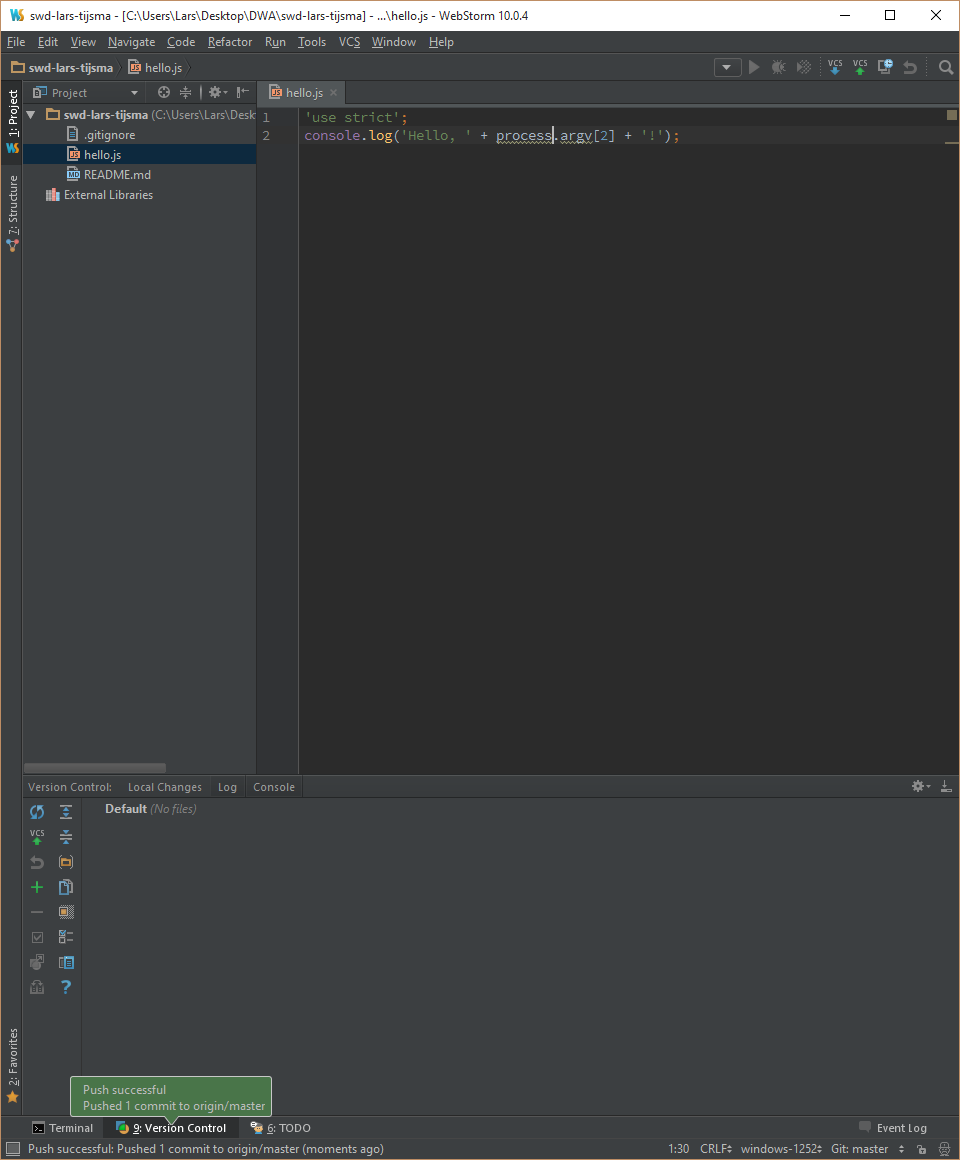 swd-lars-tijsma - [C:\Users\Lars\Desktop\DWA\swd-lars-tijsma] - ...\hello.js - WebStorm 10.0.4
File Edit View Navigate Code Refactor Run Tools VCS Window Help
swd-lars-tijsma hello.js VCS VCS
1: Project
Project
hello.js
swd-lars-tijsma (C:\Users\Lars\Desk
.gitignore
hello.js
README.md
External Libraries
7: Structure
1 'use strict';
2 console.log('Hello, ' + process.argv[2] + '!');
Version Control: Local Changes Log Console
Default (No files)
VCS
2: Favorites
Push successful
Pushed 1 commit to origin/master
Terminal 9: Version Control 6: TODO Event Log
Push successful: Pushed 1 commit to origin/master (moments ago) 1:30 CRLF windows-1252 Git: master